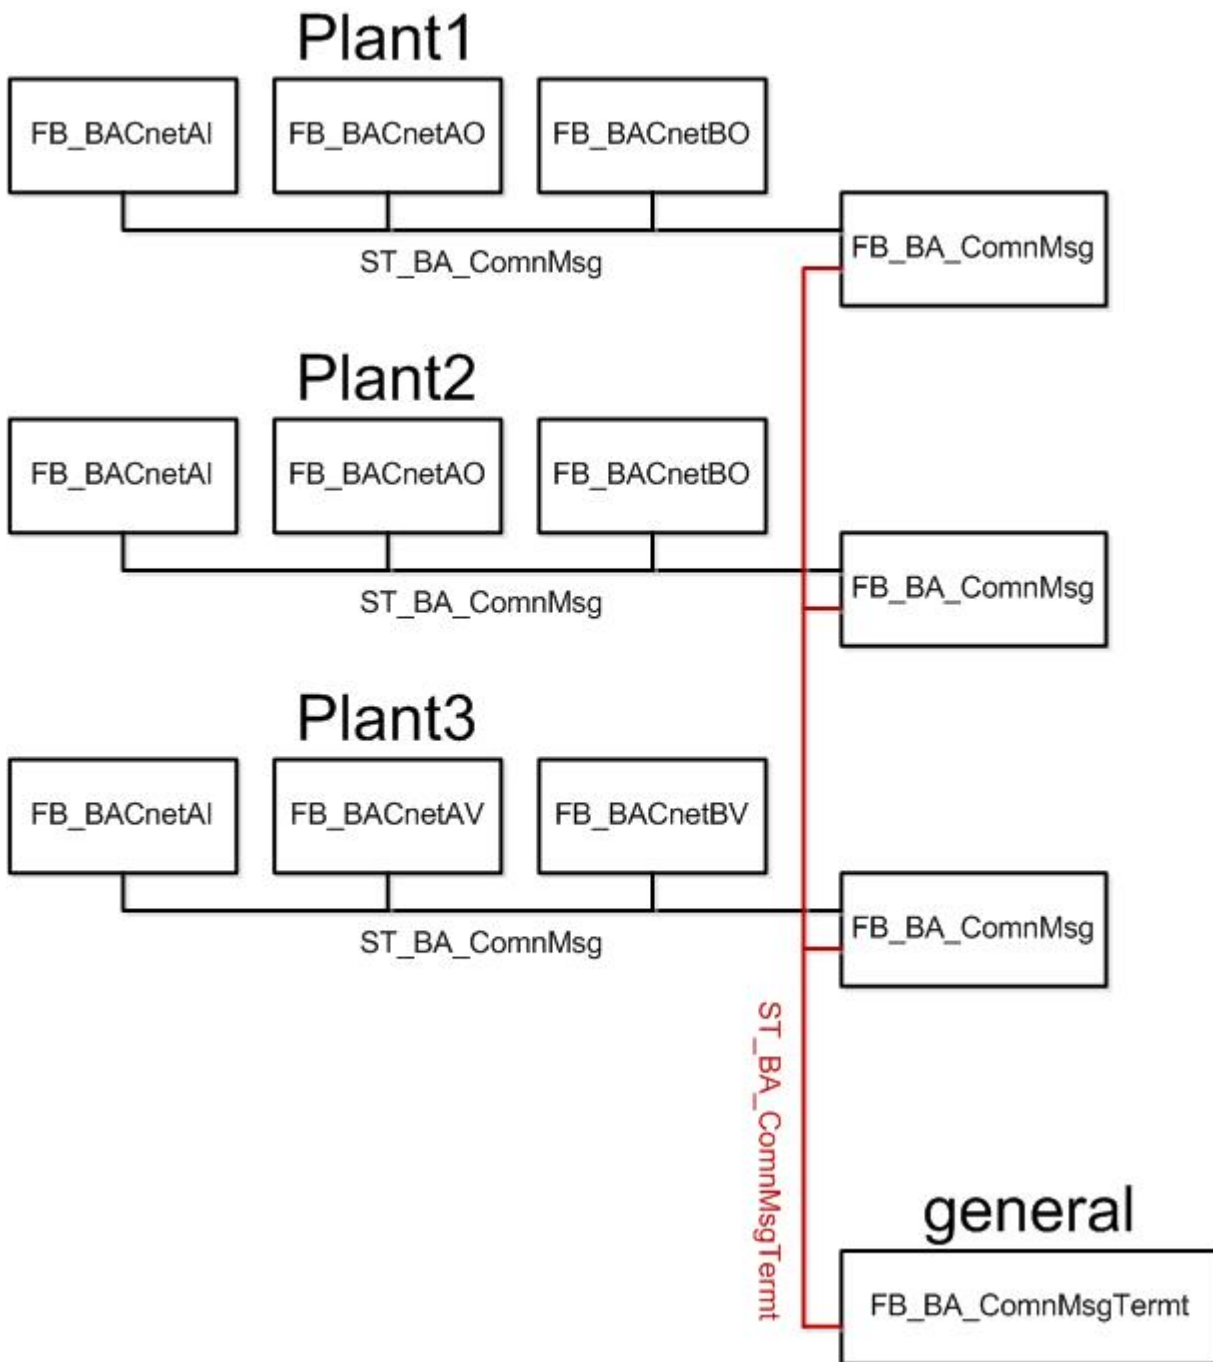 Plant1
FB_BACnetAI
FB_BACnetAO
FB_BACnetBO
FB_BA_ComnMsg
ST_BA_ComnMsg
Plant2
FB_BACnetAI
FB_BACnetAO
FB_BACnetBO
FB_BA_ComnMsg
ST_BA_ComnMsg
Plant3
FB_BACnetAI
FB_BACnetAV
FB_BACnetBV
FB_BA_ComnMsg
ST_BA_ComnMsg
ST_BA_ComnMsgTermt
general
FB_BA_ComnMsgTermt